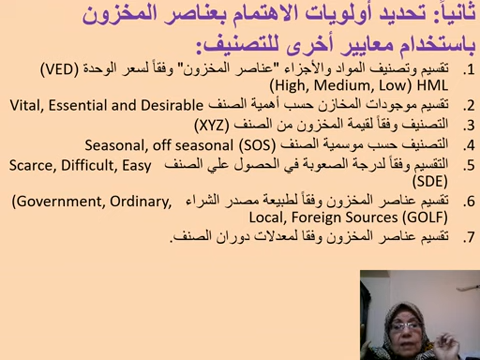 ثانياً: تحديد أولويات الاهتمام بعناصر المخزون
باستخدام معايير أخرى للتصنيف:
1. تقسيم وتصنيف المواد والأجزاء "عناصر المخزون" وفقاً لسعر الوحدة (VED)
(High, Medium, Low) HML
2. تقسيم موجودات المخازن حسب أهمية الصنف Vital, Essential and Desirable
3. التصنيف وفقاً لقيمة المخزون من الصنف (XYZ)
4. التصنيف حسب موسمية الصنف Seasonal, off seasonal (SOS)
5. التقسيم وفقاً لدرجة الصعوبة في الحصول علي الصنف Scarce, Difficult, Easy
(SDE)
6. تقسيم عناصر المخزون وفقاً لطبيعة مصدر الشراء (Government, Ordinary,
Local, Foreign Sources (GOLF)
7. تقسيم عناصر المخزون وفقا لمعدلات دوران الصنف.